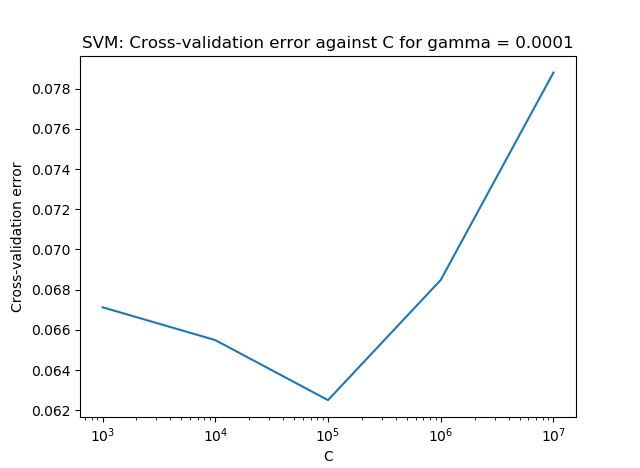 SVM: Cross-validation error against C for gamma = 0.0001
Cross-validation error
0.078
0.076
0.074
0.072
0.070
0.068
0.066
0.064
0.062
10³ 10⁴ 10⁵ 10⁶ 10⁷
C